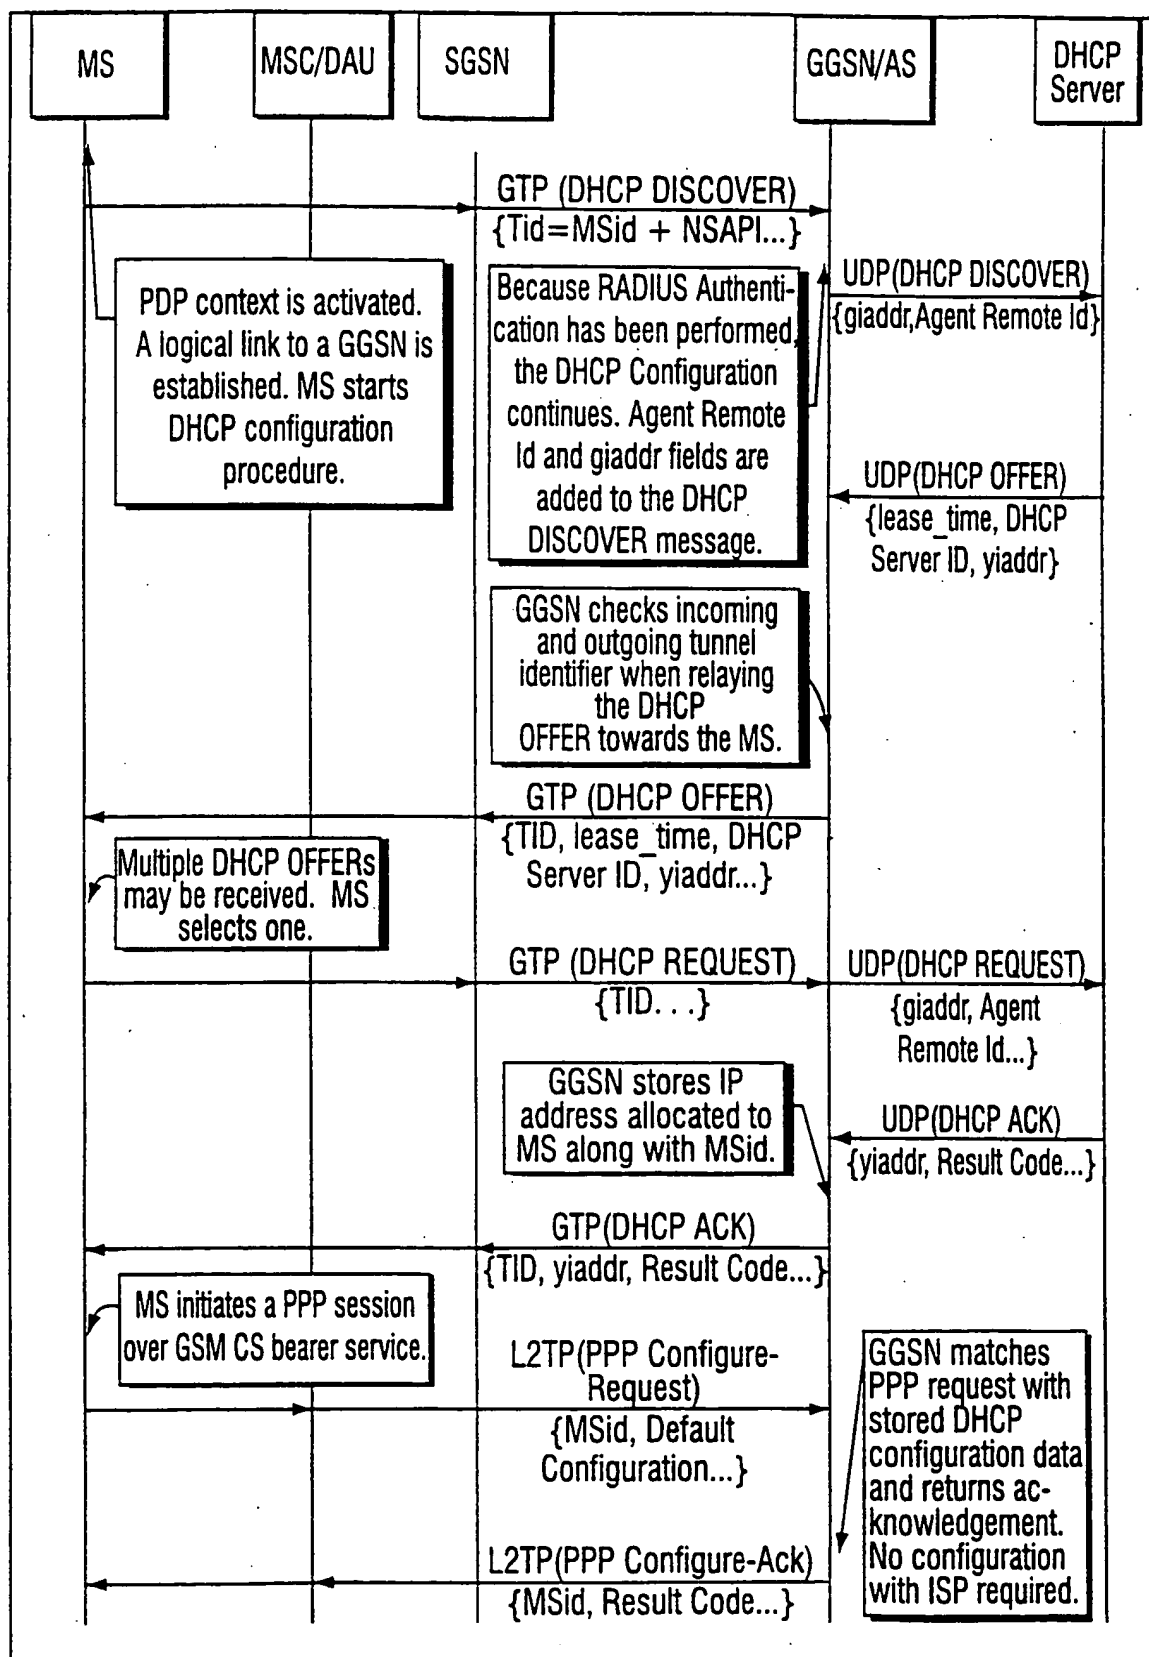 MS
MSC/DAU
SGSN
GGSN/AS
DHCP
Server
GTP (DHCP DISCOVER)
{Tid=MSid + NSAPI...}
PDP context is activated.
A logical link to a GGSN is
established. MS starts
DHCP configuration
procedure.
Because RADIUS Authenti-
cation has been performed,
the DHCP Configuration
continues. Agent Remote
Id and giaddr fields are
added to the DHCP
DISCOVER message.
UDP(DHCP DISCOVER)
{giaddr,Agent Remote Id}
UDP(DHCP OFFER)
{lease_time, DHCP
Server ID, yiaddr}
GGSN checks incoming
and outgoing tunnel
identifier when relaying
the DHCP
OFFER towards the MS.
GTP (DHCP OFFER)
{TID, lease_time, DHCP
Server ID, yiaddr...}
Multiple DHCP OFFERs
may be received. MS
selects one.
GTP (DHCP REQUEST)
{TID. . .}
UDP(DHCP REQUEST)
{giaddr, Agent
Remote Id...}
GGSN stores IP
address allocated to
MS along with MSid.
UDP(DHCP ACK)
{yiaddr, Result Code...}
GTP(DHCP ACK)
{TID, yiaddr, Result Code...}
MS initiates a PPP session
over GSM CS bearer service.
L2TP(PPP Configure-
Request)
{MSid, Default
Configuration...}
GGSN matches
PPP request with
stored DHCP
configuration data
and returns ac-
knowledgement.
No configuration
with ISP required.
L2TP(PPP Configure-Ack)
{MSid, Result Code...}